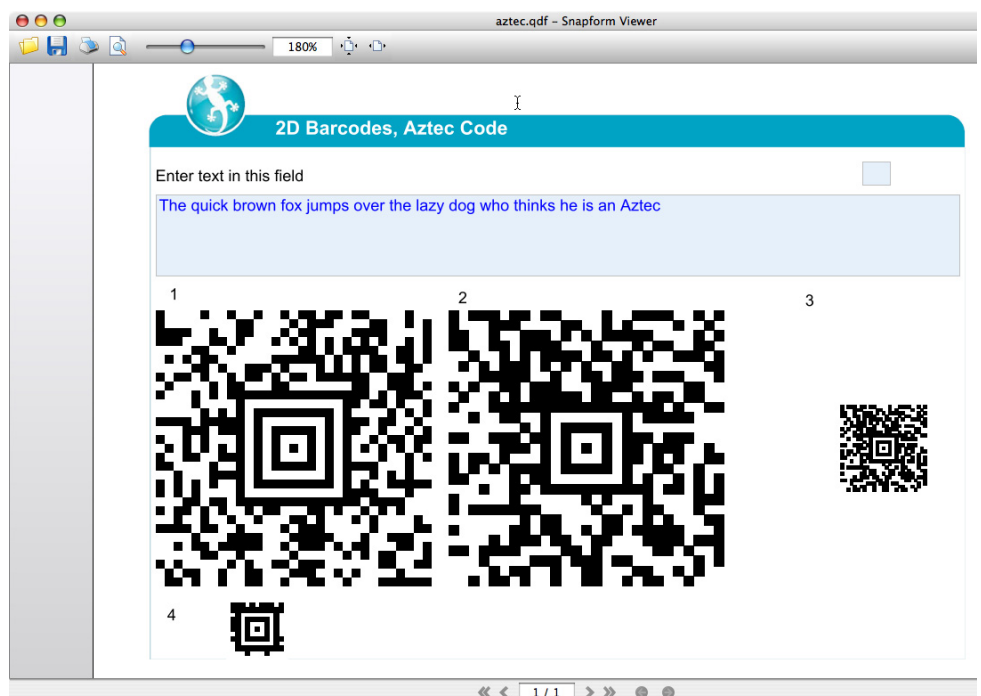 aztec.qdf – Snapform Viewer
180%
2D Barcodes, Aztec Code
Enter text in this field
The quick brown fox jumps over the lazy dog who thinks he is an Aztec
1
2
3
4
1 / 1